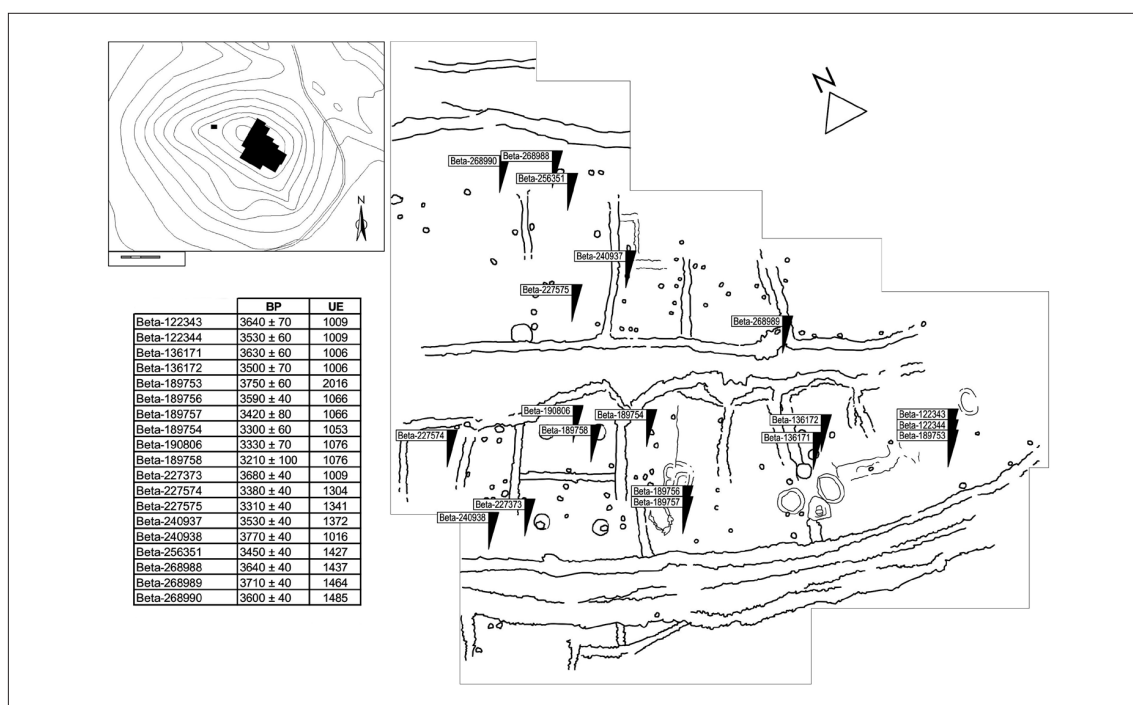 N
N
Beta-268990
Beta-268988
Beta-256351
Beta-240937
Beta-227575
Beta-268989
Beta-190806
Beta-189754
Beta-189758
Beta-227574
Beta-136172
Beta-136171
Beta-122343
Beta-122344
Beta-189753
Beta-189756
Beta-189757
Beta-227373
Beta-240938
BP UE
Beta-122343 3640 ± 70 1009
Beta-122344 3530 ± 60 1009
Beta-136171 3630 ± 60 1006
Beta-136172 3500 ± 70 1006
Beta-189753 3750 ± 60 2016
Beta-189756 3590 ± 40 1066
Beta-189757 3420 ± 80 1066
Beta-189754 3300 ± 60 1053
Beta-190806 3330 ± 70 1076
Beta-189758 3210 ± 100 1076
Beta-227373 3680 ± 40 1009
Beta-227574 3380 ± 40 1304
Beta-227575 3310 ± 40 1341
Beta-240937 3530 ± 40 1372
Beta-240938 3770 ± 40 1016
Beta-256351 3450 ± 40 1427
Beta-268988 3640 ± 40 1437
Beta-268989 3710 ± 40 1464
Beta-268990 3600 ± 40 1485